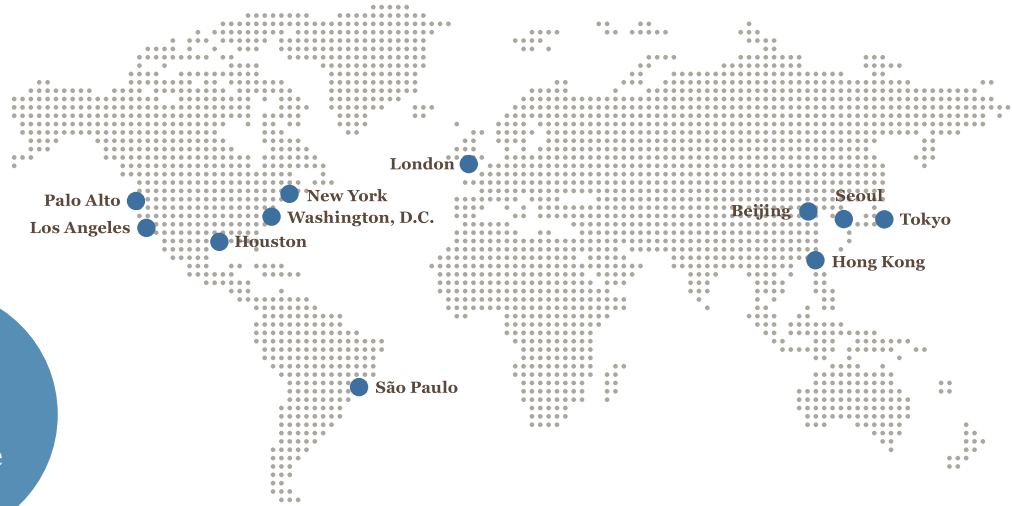 London
Palo Alto
New York
Seoul
Beijing
Washington, D.C.
Tokyo
Los Angeles
Houston
Hong Kong
São Paulo